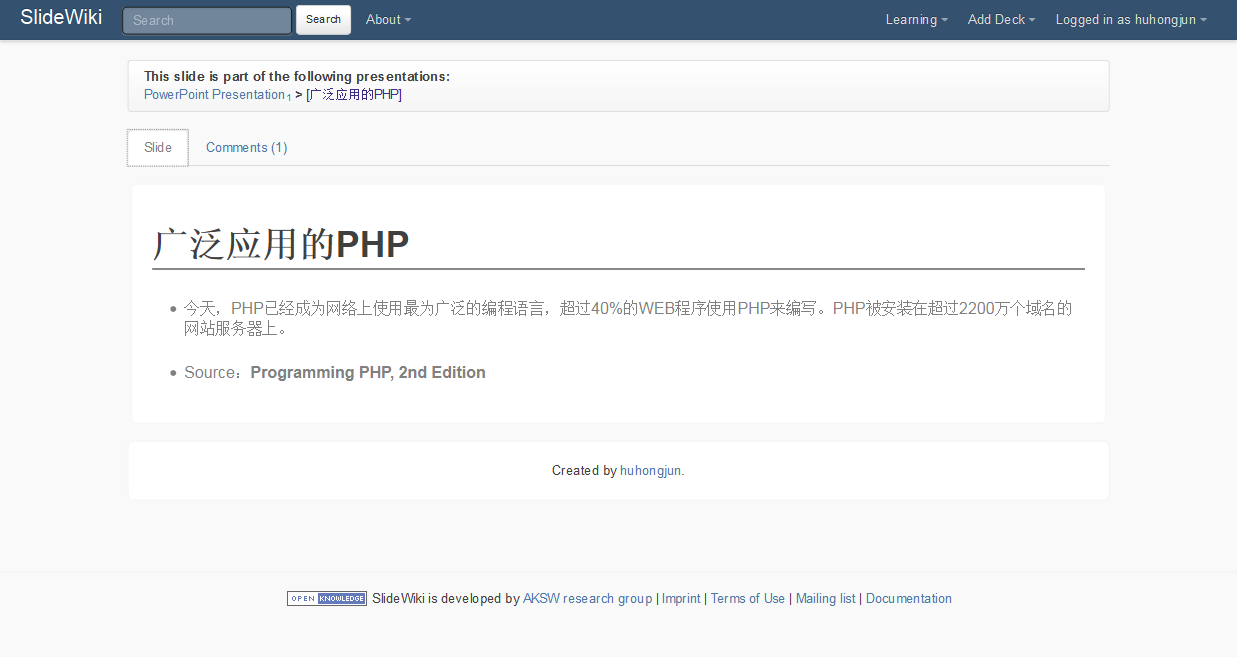 SlideWiki Search Search About Learning Add Deck Logged in as huhongjun
This slide is part of the following presentations:
PowerPoint Presentation1 > [广泛应用的PHP]
Slide Comments (1)
广泛应用的PHP
今天，PHP已经成为网络上使用最为广泛的编程语言，超过40%的WEB程序使用PHP来编写。PHP被安装在超过2200万个域名的
网站服务器上。
Source：Programming PHP, 2nd Edition
Created by huhongjun.
OPEN KNOWLEDGE SlideWiki is developed by AKSW research group | Imprint | Terms of Use | Mailing list | Documentation